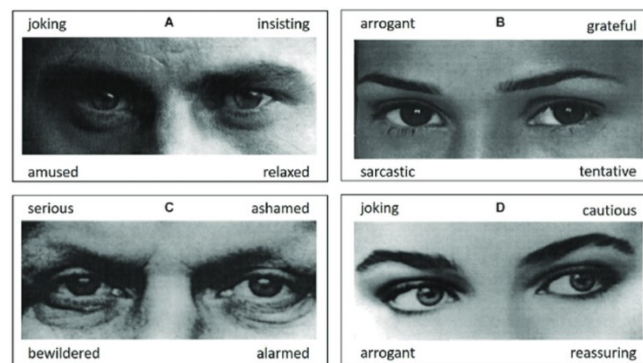 joking A insisting
amused relaxed
arrogant B grateful
sarcastic tentative
serious C ashamed
bewildered alarmed
joking D cautious
arrogant reassuring